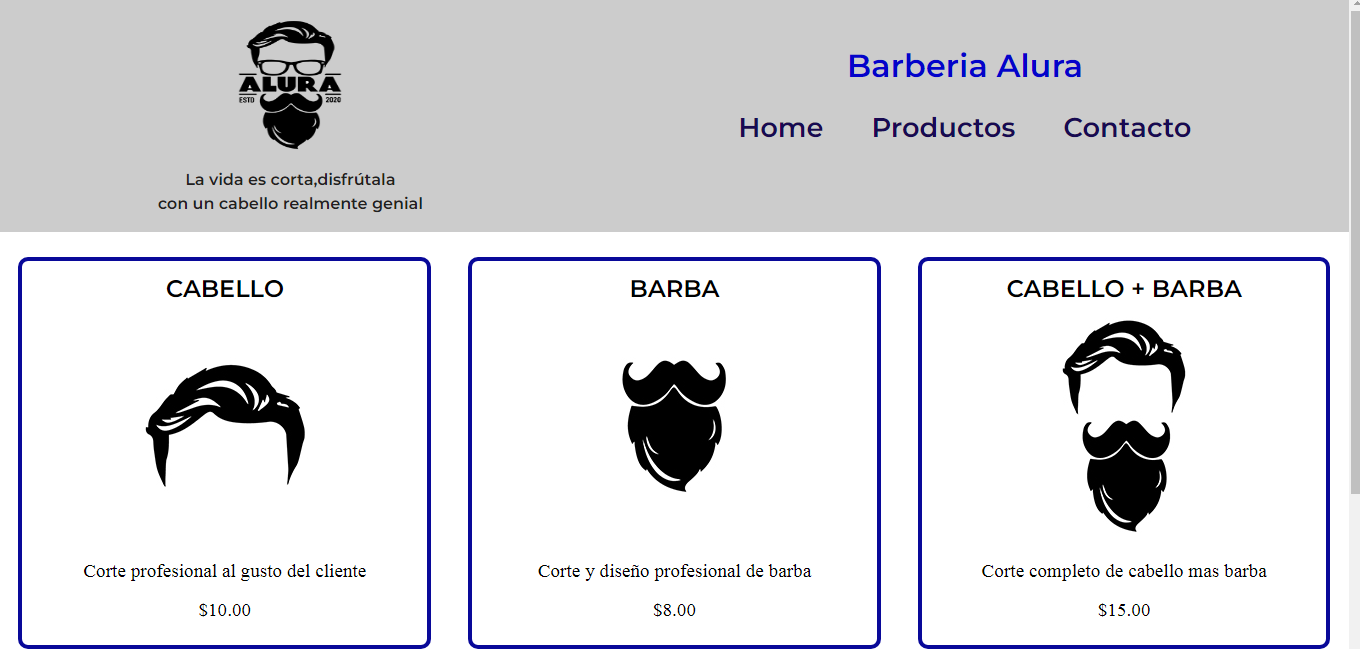 ALURA
ESTD 2020
La vida es corta,disfrútala
con un cabello realmente genial
Barberia Alura
Home Productos Contacto
CABELLO
Corte profesional al gusto del cliente
$10.00
BARBA
Corte y diseño profesional de barba
$8.00
CABELLO + BARBA
Corte completo de cabello mas barba
$15.00